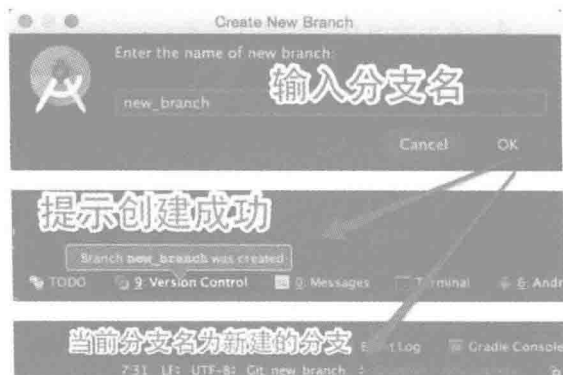 Create New Branch
Enter the name of new branch:
输入分支名
new_branch
Cancel OK
提示创建成功
Branch new_branch was created
TODO 9: Version Control 0: Messages Terminal 6: Andr
当前分支名为新建的分支 Event Log Gradle Console
7:31 LF: UTF-8: Git: new_branch